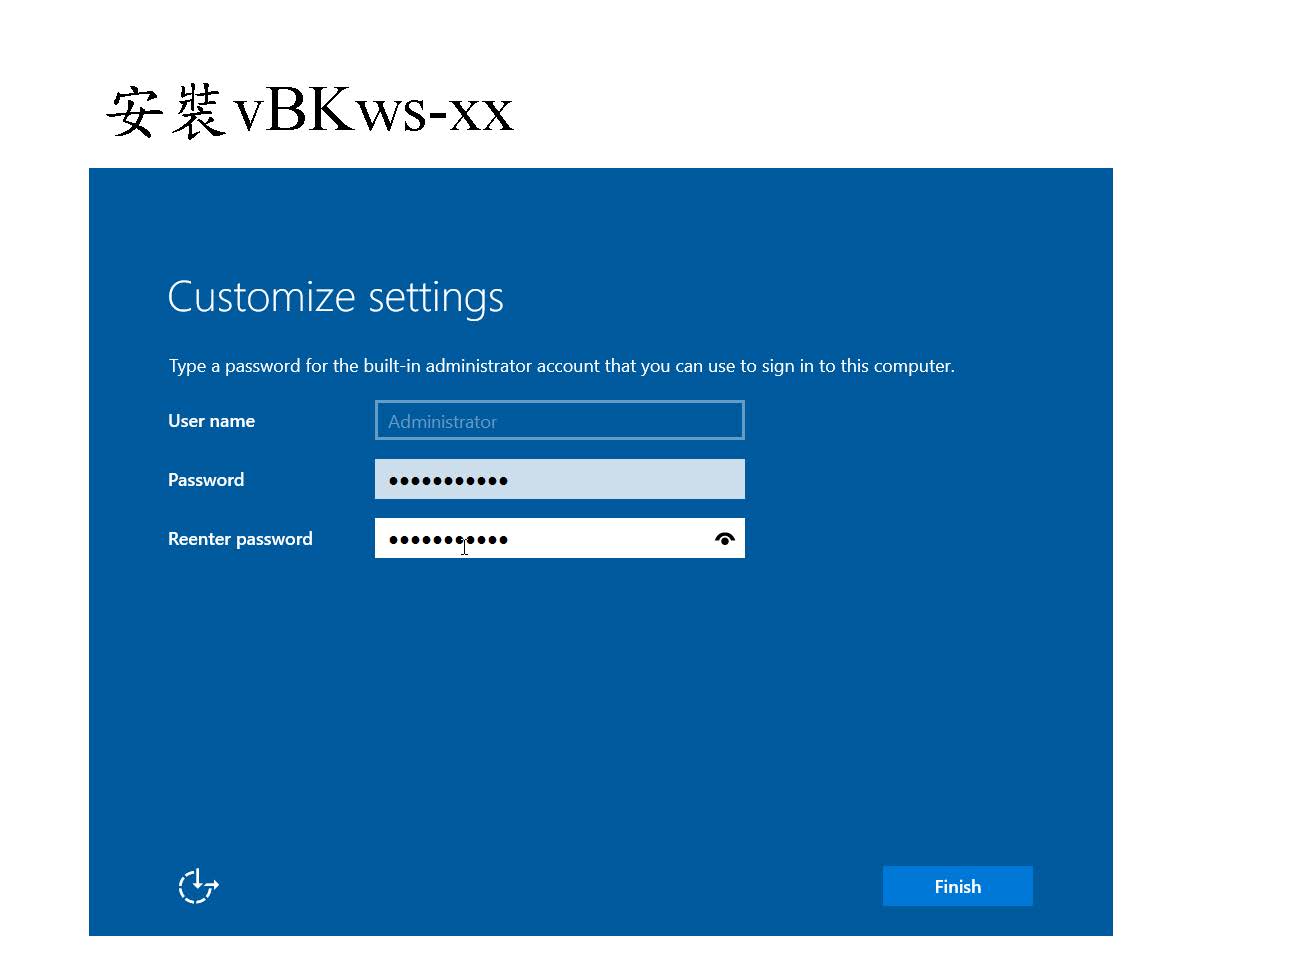 安裝vBKws-xx
Customize settings
Type a password for the built-in administrator account that you can use to sign in to this computer.
User name
Administrator
Password
●●●●●●●●●●●
Reenter password
●●●●●●●●●●●
Finish